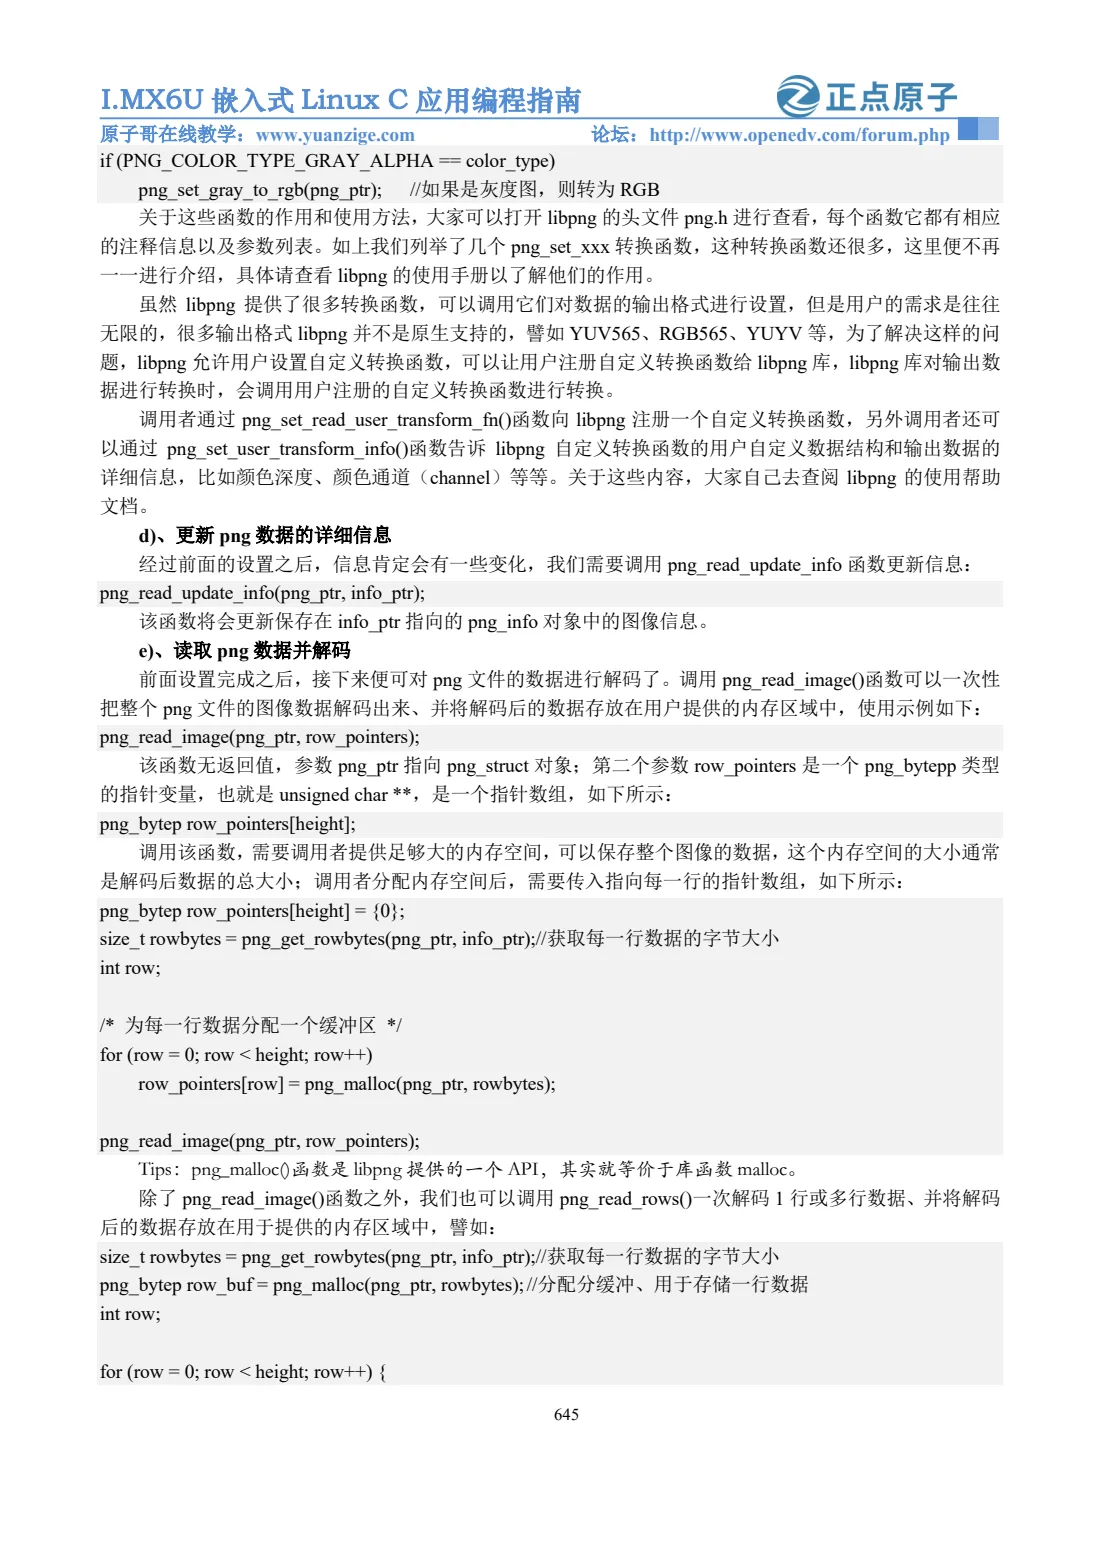 I.MX6U 嵌入式 Linux C 应用编程指南
正点原子
原子哥在线教学：www.yuanzige.com 论坛：http://www.openedv.com/forum.php
if (PNG_COLOR_TYPE_GRAY_ALPHA == color_type)
png_set_gray_to_rgb(png_ptr); //如果是灰度图，则转为 RGB
关于这些函数的作用和使用方法，大家可以打开 libpng 的头文件 png.h 进行查看，每个函数它都有相应
的注释信息以及参数列表。如上我们列举了几个 png_set_xxx 转换函数，这种转换函数还很多，这里便不再
一一进行介绍，具体请查看 libpng 的使用手册以了解他们的作用。
虽然 libpng 提供了很多转换函数，可以调用它们对数据的输出格式进行设置，但是用户的需求是往往
无限的，很多输出格式 libpng 并不是原生支持的，譬如 YUV565、RGB565、YUYV 等，为了解决这样的问
题，libpng 允许用户设置自定义转换函数，可以让用户注册自定义转换函数给 libpng 库，libpng 库对输出数
据进行转换时，会调用用户注册的自定义转换函数进行转换。
调用者通过 png_set_read_user_transform_fn()函数向 libpng 注册一个自定义转换函数，另外调用者还可
以通过 png_set_user_transform_info()函数告诉 libpng 自定义转换函数的用户自定义数据结构和输出数据的
详细信息，比如颜色深度、颜色通道（channel）等等。关于这些内容，大家自己去查阅 libpng 的使用帮助
文档。
d)、更新 png 数据的详细信息
经过前面的设置之后，信息肯定会有一些变化，我们需要调用 png_read_update_info 函数更新信息：
png_read_update_info(png_ptr, info_ptr);
该函数将会更新保存在 info_ptr 指向的 png_info 对象中的图像信息。
e)、读取 png 数据并解码
前面设置完成之后，接下来便可对 png 文件的数据进行解码了。调用 png_read_image()函数可以一次性
把整个 png 文件的图像数据解码出来、并将解码后的数据存放在用户提供的内存区域中，使用示例如下：
png_read_image(png_ptr, row_pointers);
该函数无返回值，参数 png_ptr 指向 png_struct 对象；第二个参数 row_pointers 是一个 png_bytepp 类型
的指针变量，也就是 unsigned char **，是一个指针数组，如下所示：
png_bytep row_pointers[height];
调用该函数，需要调用者提供足够大的内存空间，可以保存整个图像的数据，这个内存空间的大小通常
是解码后数据的总大小；调用者分配内存空间后，需要传入指向每一行的指针数组，如下所示：
png_bytep row_pointers[height] = {0};
size_t rowbytes = png_get_rowbytes(png_ptr, info_ptr);//获取每一行数据的字节大小
int row;
/* 为每一行数据分配一个缓冲区 */
for (row = 0; row < height; row++)
row_pointers[row] = png_malloc(png_ptr, rowbytes);
png_read_image(png_ptr, row_pointers);
Tips：png_malloc()函数是 libpng 提供的一个 API，其实就等价于库函数 malloc。
除了 png_read_image()函数之外，我们也可以调用 png_read_rows()一次解码 1 行或多行数据、并将解码
后的数据存放在用于提供的内存区域中，譬如：
size_t rowbytes = png_get_rowbytes(png_ptr, info_ptr);//获取每一行数据的字节大小
png_bytep row_buf = png_malloc(png_ptr, rowbytes);//分配分缓冲、用于存储一行数据
int row;
for (row = 0; row < height; row++) {
645